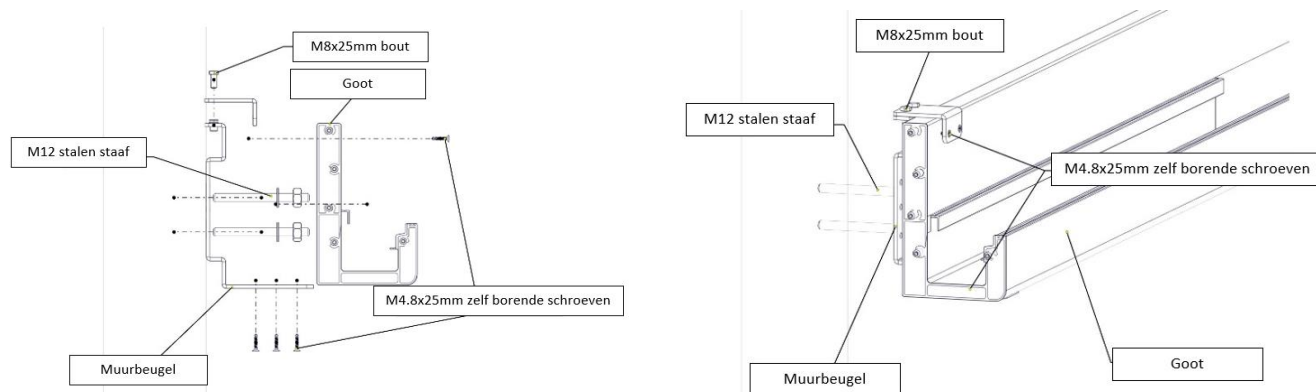 M8x25mm bout
Goot
M12 stalen staaf
M4.8x25mm zelf borende schroeven
Muurbeugel
M8x25mm bout
M12 stalen staaf
M4.8x25mm zelf borende schroeven
Muurbeugel
Goot